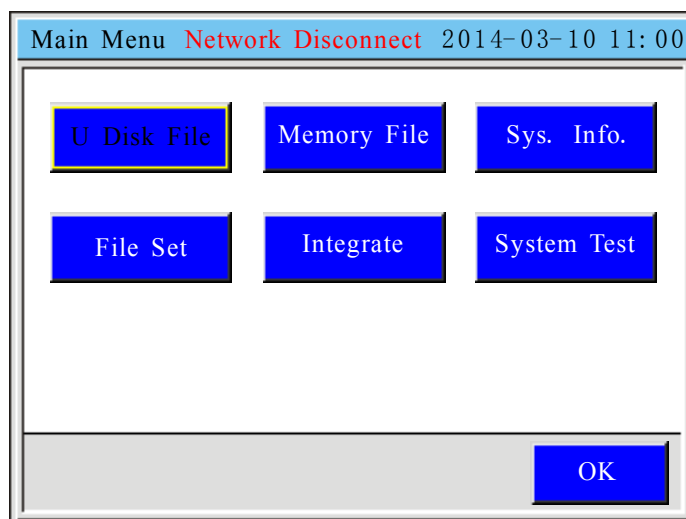 Main Menu Network Disconnect 2014-03-10 11:00
U Disk File Memory File Sys. Info.
File Set Integrate System Test
OK